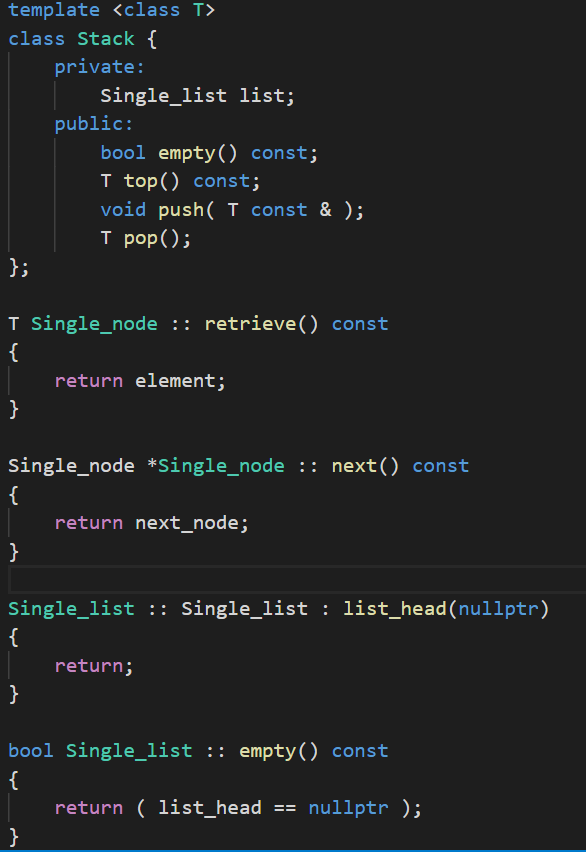 template <class T>
class Stack {
    private:
        Single_list list;
    public:
        bool empty() const;
        T top() const;
        void push( T const & );
        T pop();
};

T Single_node :: retrieve() const
{
    return element;
}

Single_node *Single_node :: next() const
{
    return next_node;
}

Single_list :: Single_list : list_head(nullptr)
{
    return;
}

bool Single_list :: empty() const
{
    return ( list_head == nullptr );
}